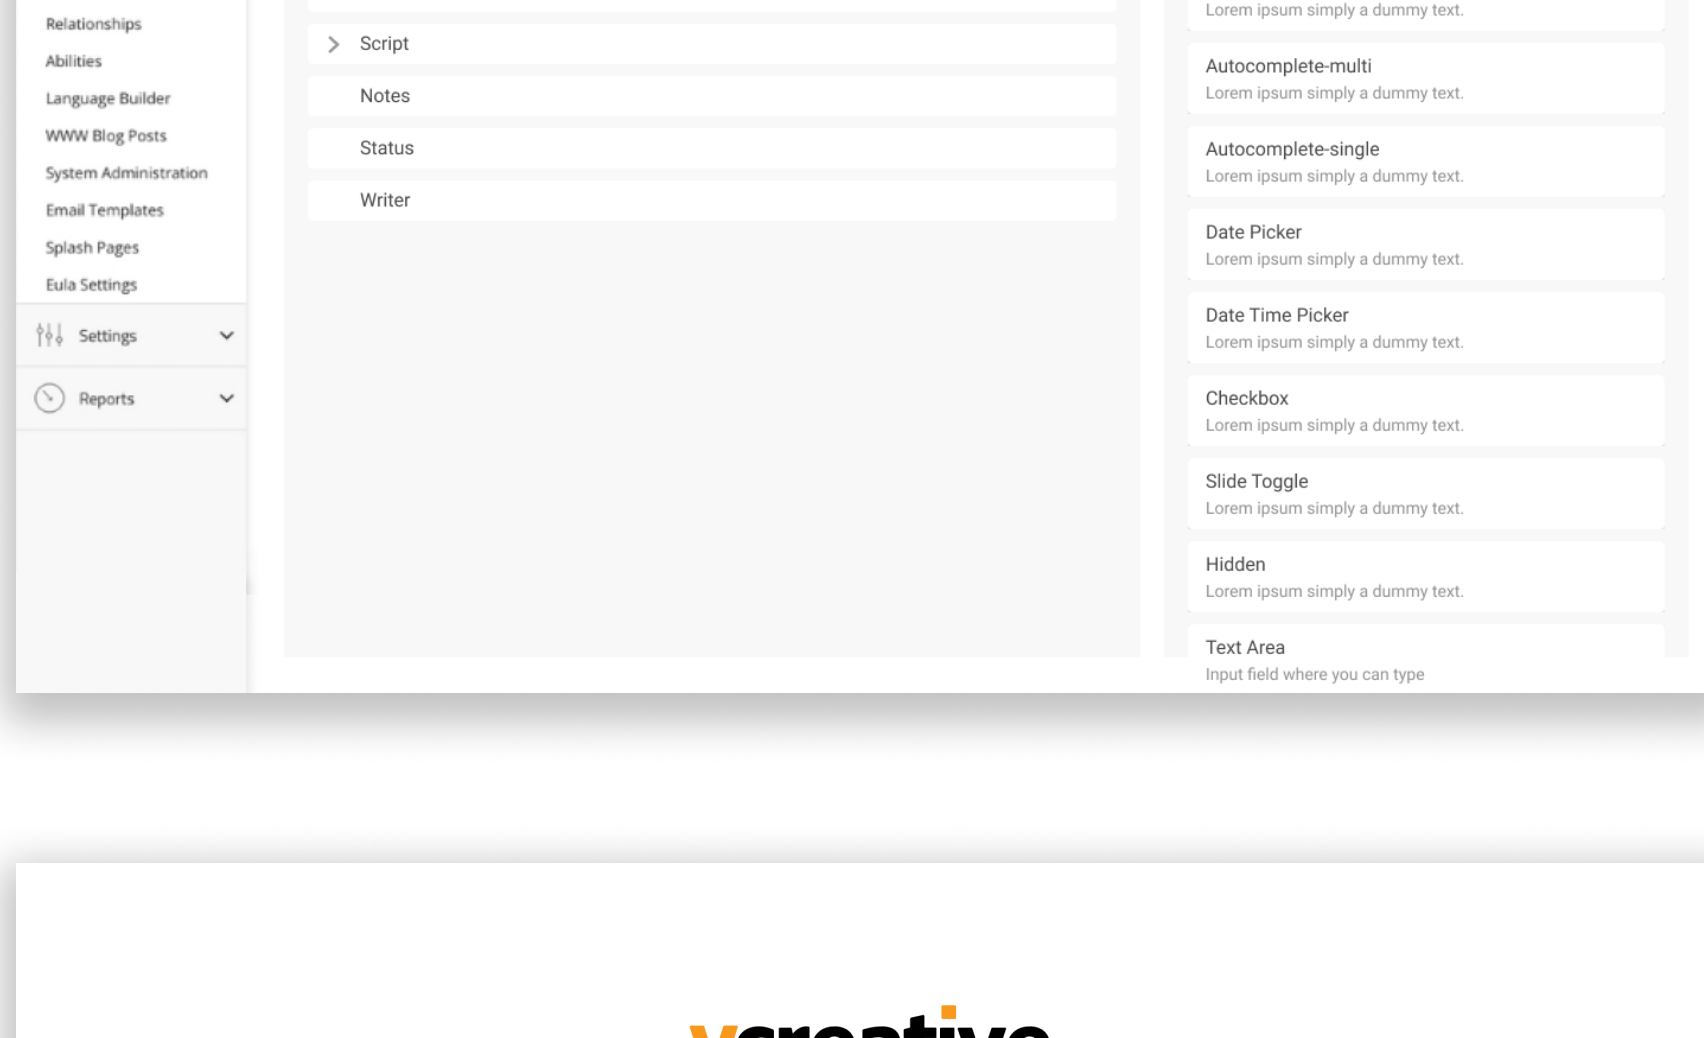 Relationships
Abilities
Language Builder
WWW Blog Posts
System Administration
Email Templates
Splash Pages
Eula Settings
Settings
Reports
Script
Notes
Status
Writer
Lorem ipsum simply a dummy text.
Autocomplete-multi
Lorem ipsum simply a dummy text.
Autocomplete-single
Lorem ipsum simply a dummy text.
Date Picker
Lorem ipsum simply a dummy text.
Date Time Picker
Lorem ipsum simply a dummy text.
Checkbox
Lorem ipsum simply a dummy text.
Slide Toggle
Lorem ipsum simply a dummy text.
Hidden
Lorem ipsum simply a dummy text.
Text Area
Input field where you can type
vcreative